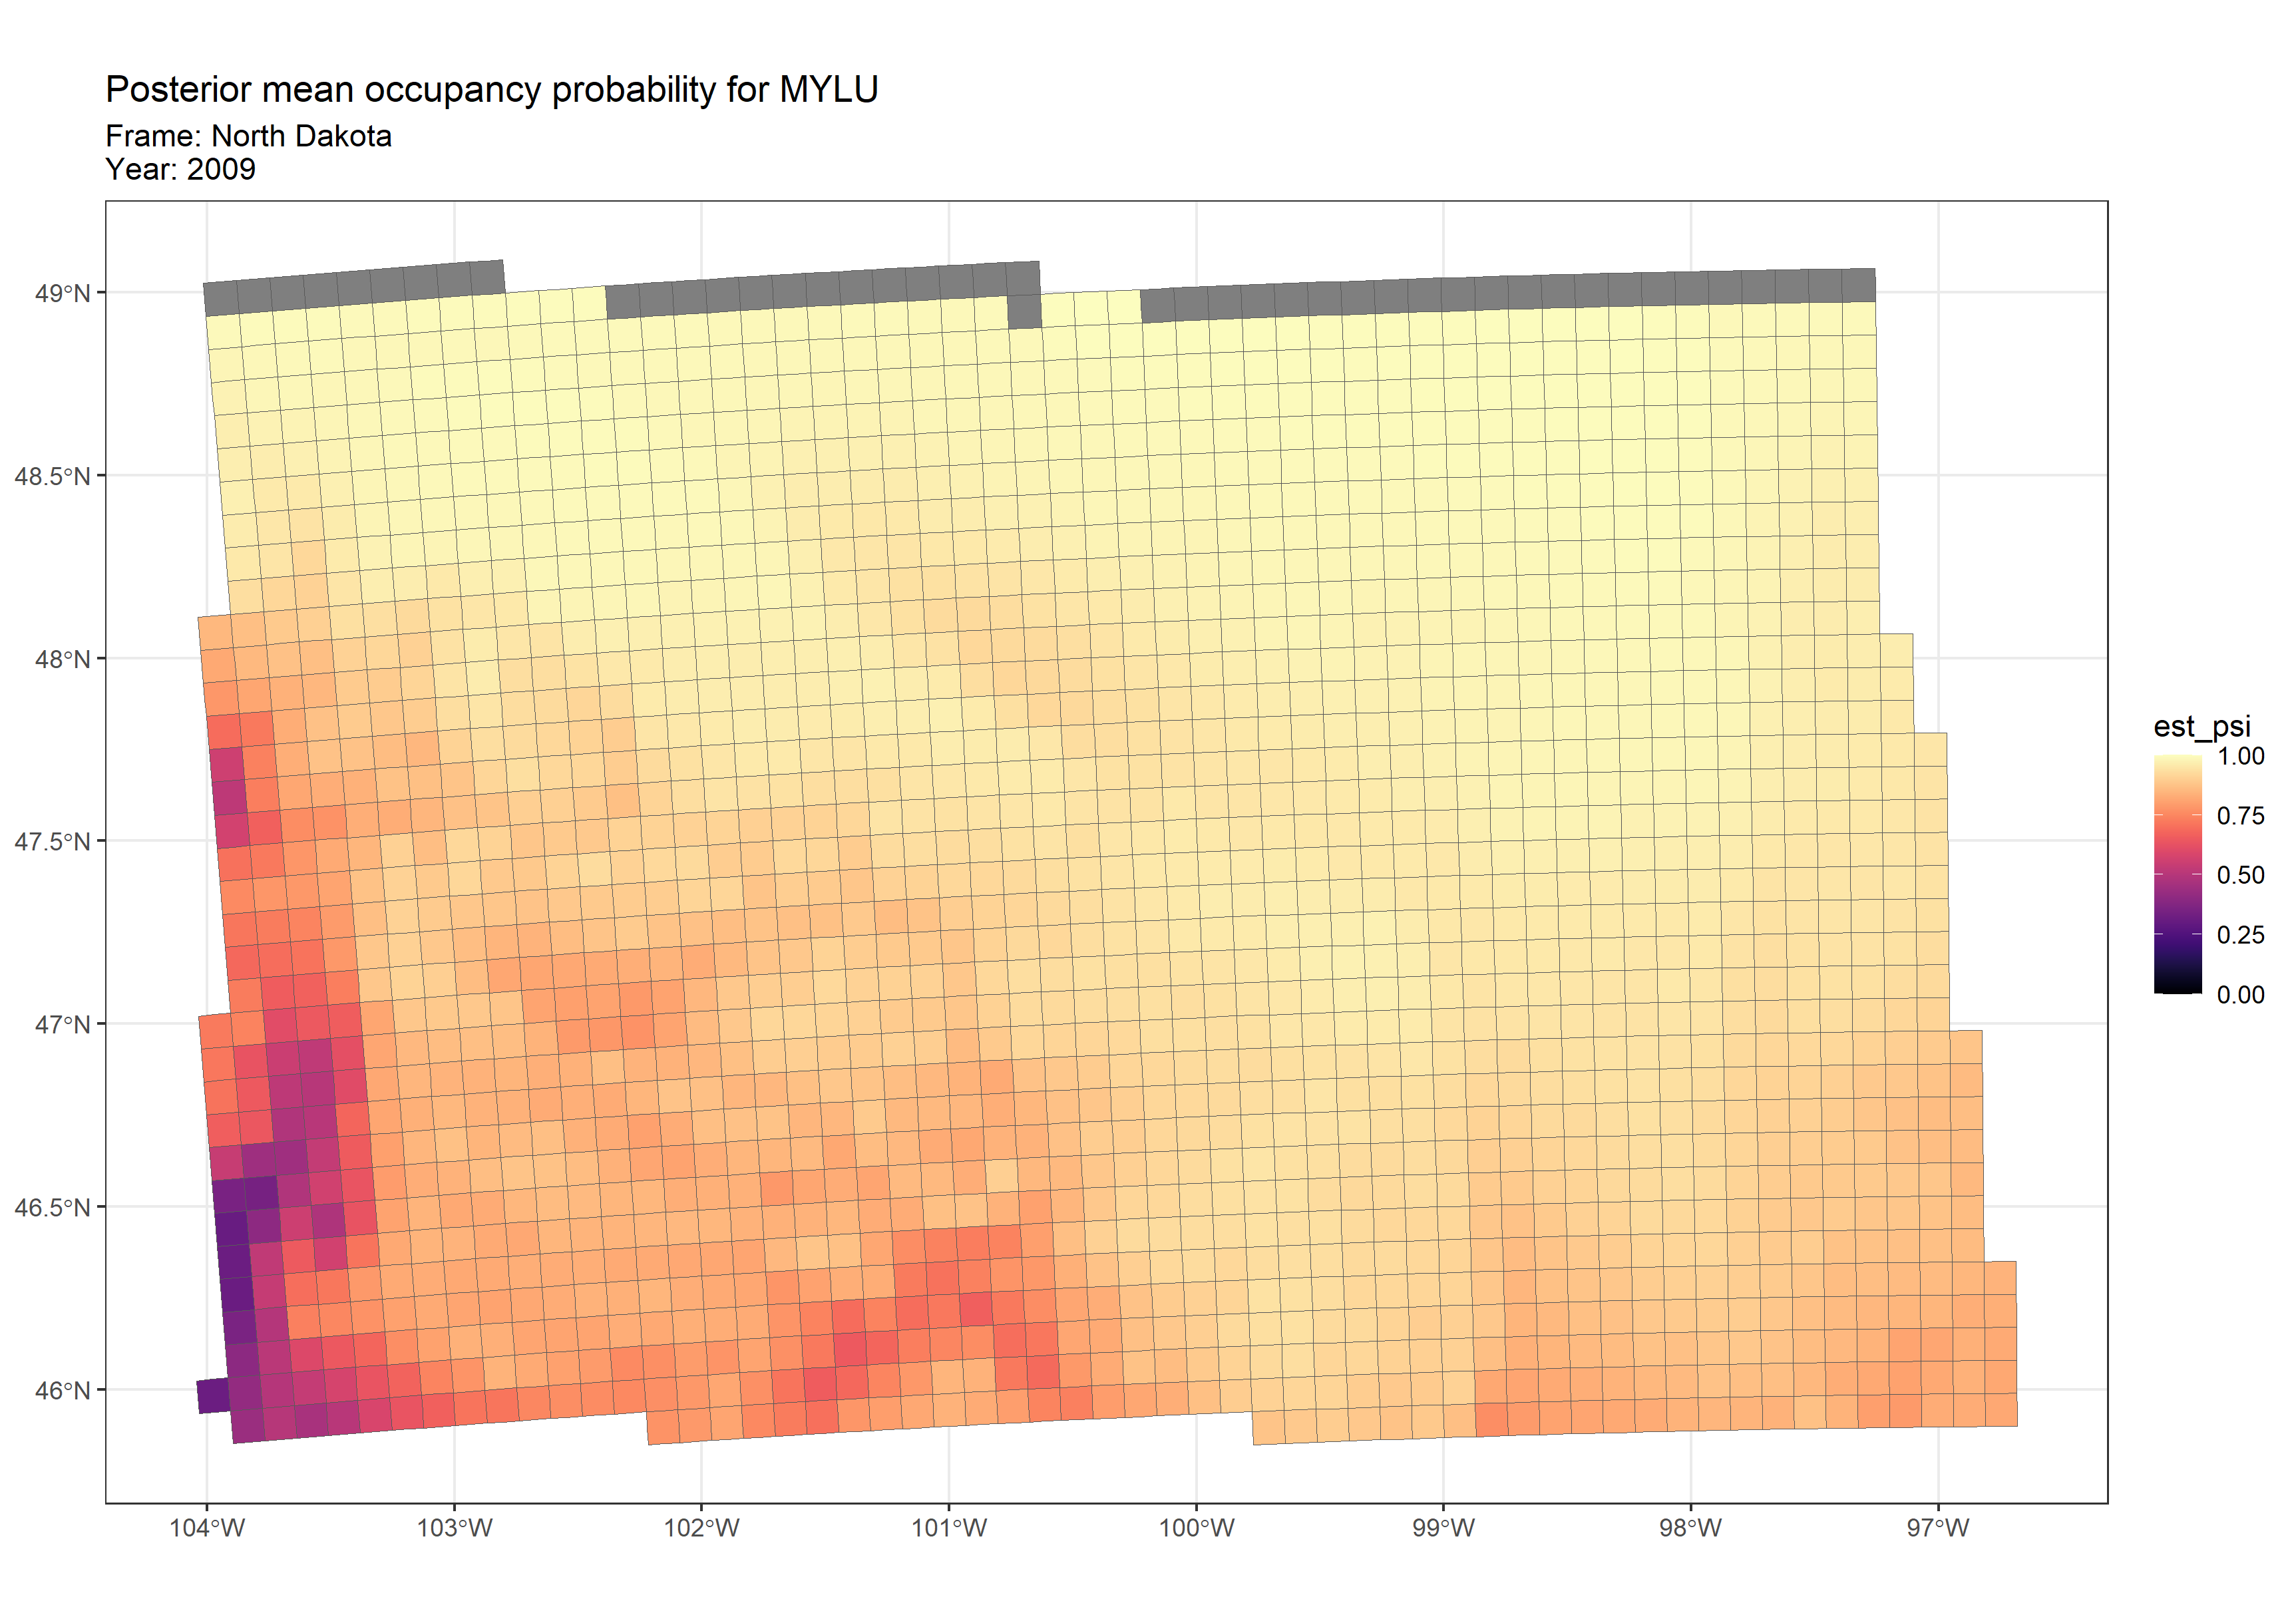 Posterior mean occupancy probability for MYLU
Frame: North Dakota
Year: 2009
49°N
48.5°N
48°N
47.5°N
47°N
46.5°N
46°N
104°W 103°W 102°W 101°W 100°W 99°W 98°W 97°W
est_psi
1.00
0.75
0.50
0.25
0.00